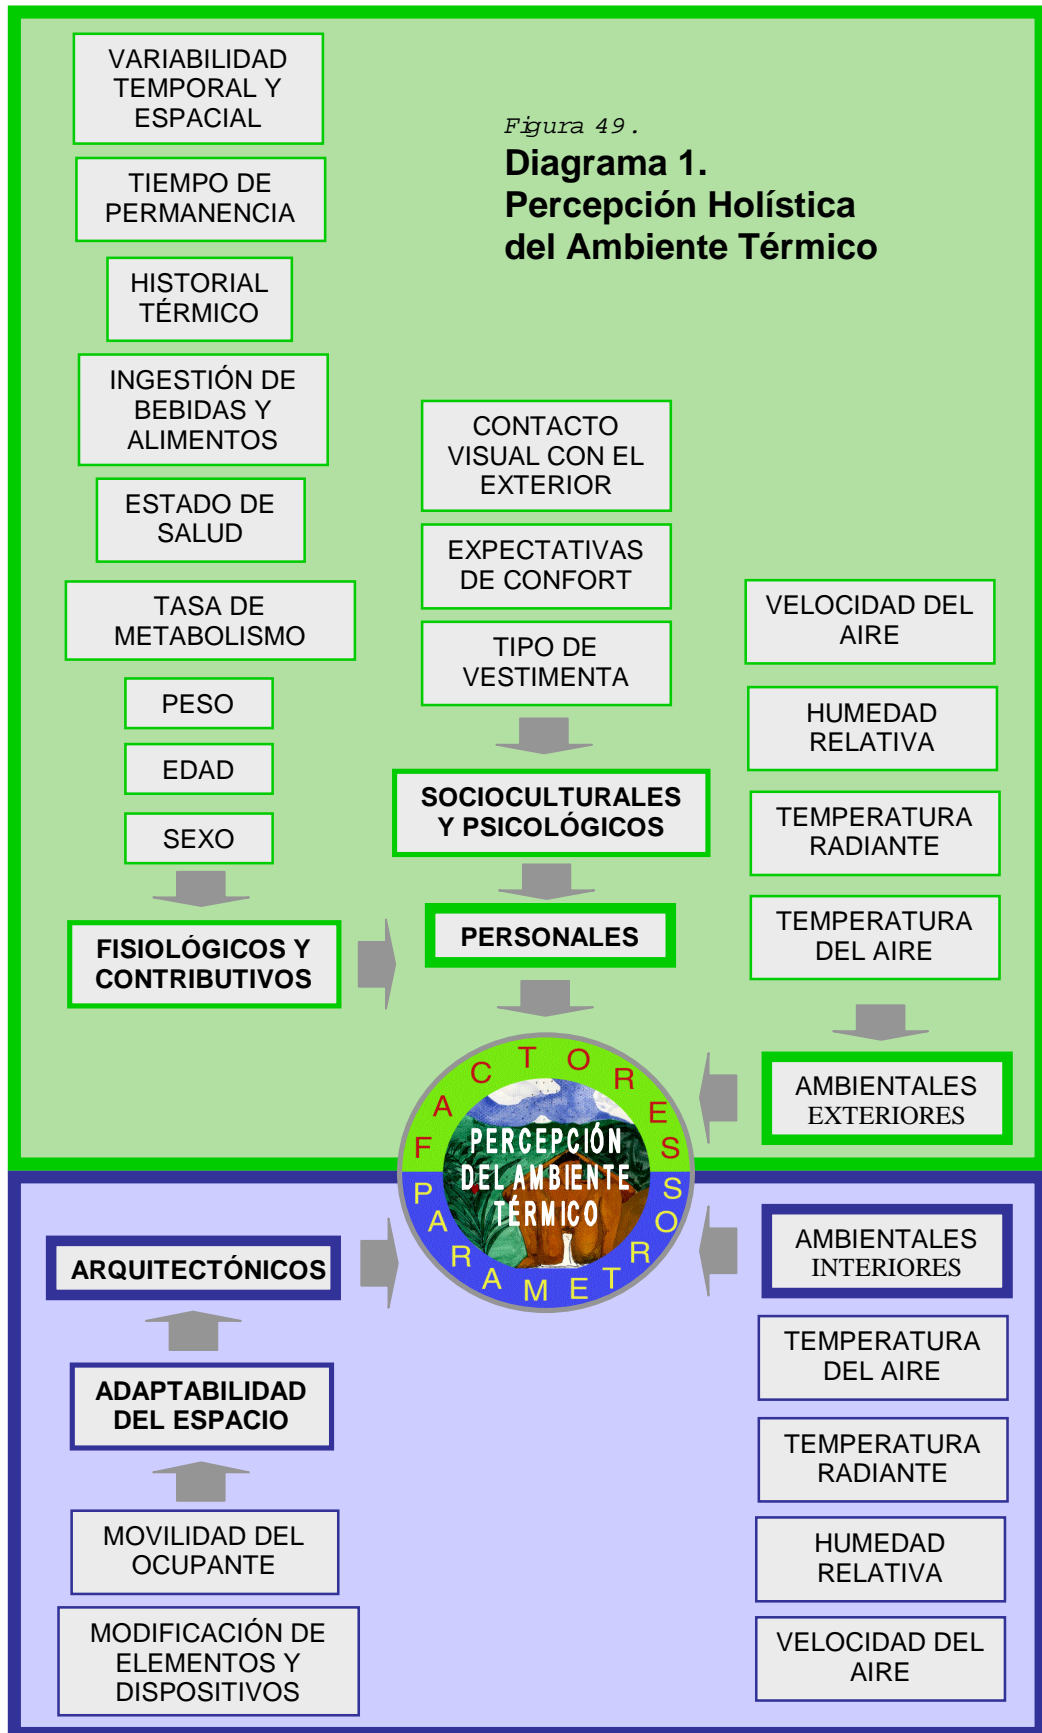 Figura 49.
Diagrama 1.
Percepción Holística
del Ambiente Térmico
VARIABILIDAD
TEMPORAL Y
ESPACIAL
TIEMPO DE
PERMANENCIA
HISTORIAL
TÉRMICO
INGESTIÓN DE
BEBIDAS Y
ALIMENTOS
ESTADO DE
SALUD
TASA DE
METABOLISMO
PESO
EDAD
SEXO
FISIOLÓGICOS Y
CONTRIBUTIVOS
CONTACTO
VISUAL CON EL
EXTERIOR
EXPECTATIVAS
DE CONFORT
TIPO DE
VESTIMENTA
SOCIOCULTURALES
Y PSICOLÓGICOS
PERSONALES
VELOCIDAD DEL
AIRE
HUMEDAD
RELATIVA
TEMPERATURA
RADIANTE
TEMPERATURA
DEL AIRE
AMBIENTALES
EXTERIORES
FACTORES
PERCEPCIÓN
DEL AMBIENTE
TÉRMICO
PARAMETROS
ARQUITECTÓNICOS
ADAPTABILIDAD
DEL ESPACIO
MOVILIDAD DEL
OCUPANTE
MODIFICACIÓN DE
ELEMENTOS Y
DISPOSITIVOS
AMBIENTALES
INTERIORES
TEMPERATURA
DEL AIRE
TEMPERATURA
RADIANTE
HUMEDAD
RELATIVA
VELOCIDAD DEL
AIRE